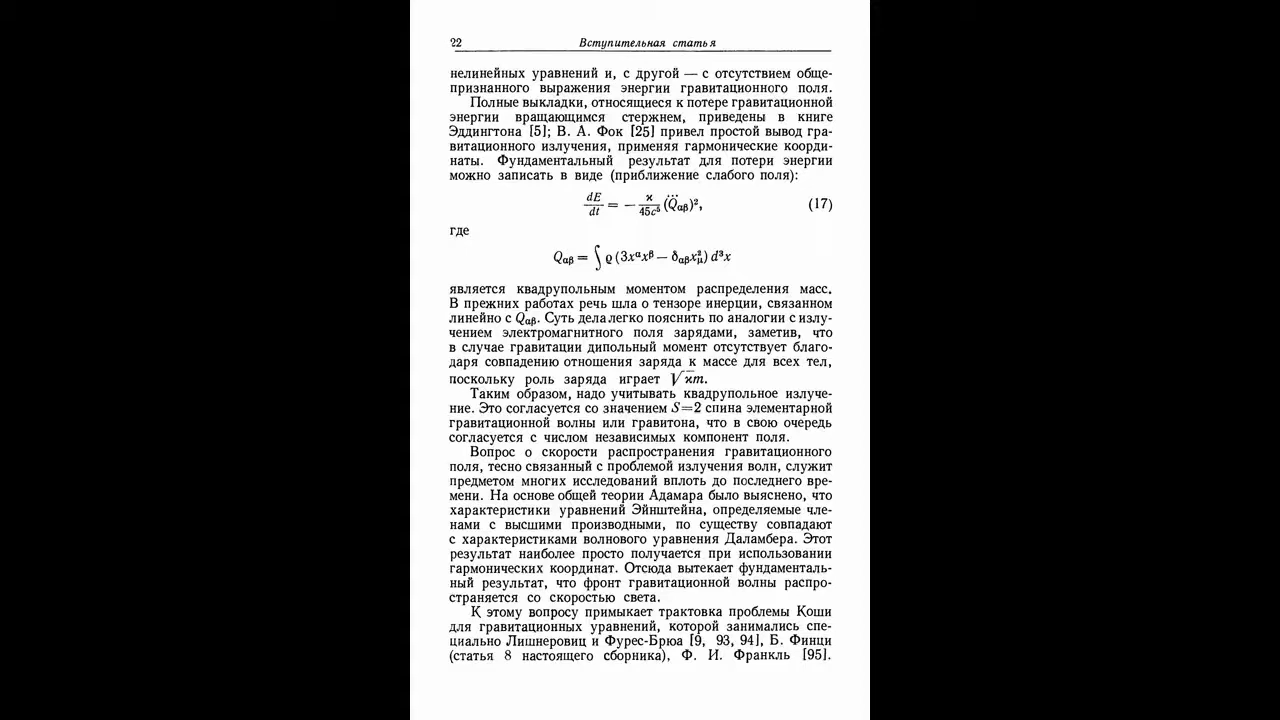 22
Вступительная статья
нелинейных уравнений и, с другой — с отсутствием обще-
признанного выражения энергии гравитационного поля.
Полные выкладки, относящиеся к потере гравитационной
энергии вращающимся стержнем, приведены в книге
Эддингтона [5]; В. А. Фок [25] привел простой вывод гра-
витационного излучения, применяя гармонические коорди-
наты. Фундаментальный результат для потери энергии
можно записать в виде (приближение слабого поля):
dE/dt = — ϰ/45c⁵ (Q⃛αβ)², (17)
где
Qαβ = ∫ ϱ (3xᵅxᵝ — δαβx²μ) d³x
является квадрупольным моментом распределения масс.
В прежних работах речь шла о тензоре инерции, связанном
линейно с Qαβ. Суть дела легко пояснить по аналогии с излу-
чением электромагнитного поля зарядами, заметив, что
в случае гравитации дипольный момент отсутствует благо-
даря совпадению отношения заряда к массе для всех тел,
поскольку роль заряда играет √ϰm.
Таким образом, надо учитывать квадрупольное излуче-
ние. Это согласуется со значением S=2 спина элементарной
гравитационной волны или гравитона, что в свою очередь
согласуется с числом независимых компонент поля.
Вопрос о скорости распространения гравитационного
поля, тесно связанный с проблемой излучения волн, служит
предметом многих исследований вплоть до последнего вре-
мени. На основе общей теории Адамара было выяснено, что
характеристики уравнений Эйнштейна, определяемые чле-
нами с высшими производными, по существу совпадают
с характеристиками волнового уравнения Даламбера. Этот
результат наиболее просто получается при использовании
гармонических координат. Отсюда вытекает фундаменталь-
ный результат, что фронт гравитационной волны распро-
страняется со скоростью света.
К этому вопросу примыкает трактовка проблемы Коши
для гравитационных уравнений, которой занимались спе-
циально Лишнеровиц и Фурес-Брюа [9, 93, 94], Б. Финци
(статья 8 настоящего сборника), Ф. И. Франкль [95].